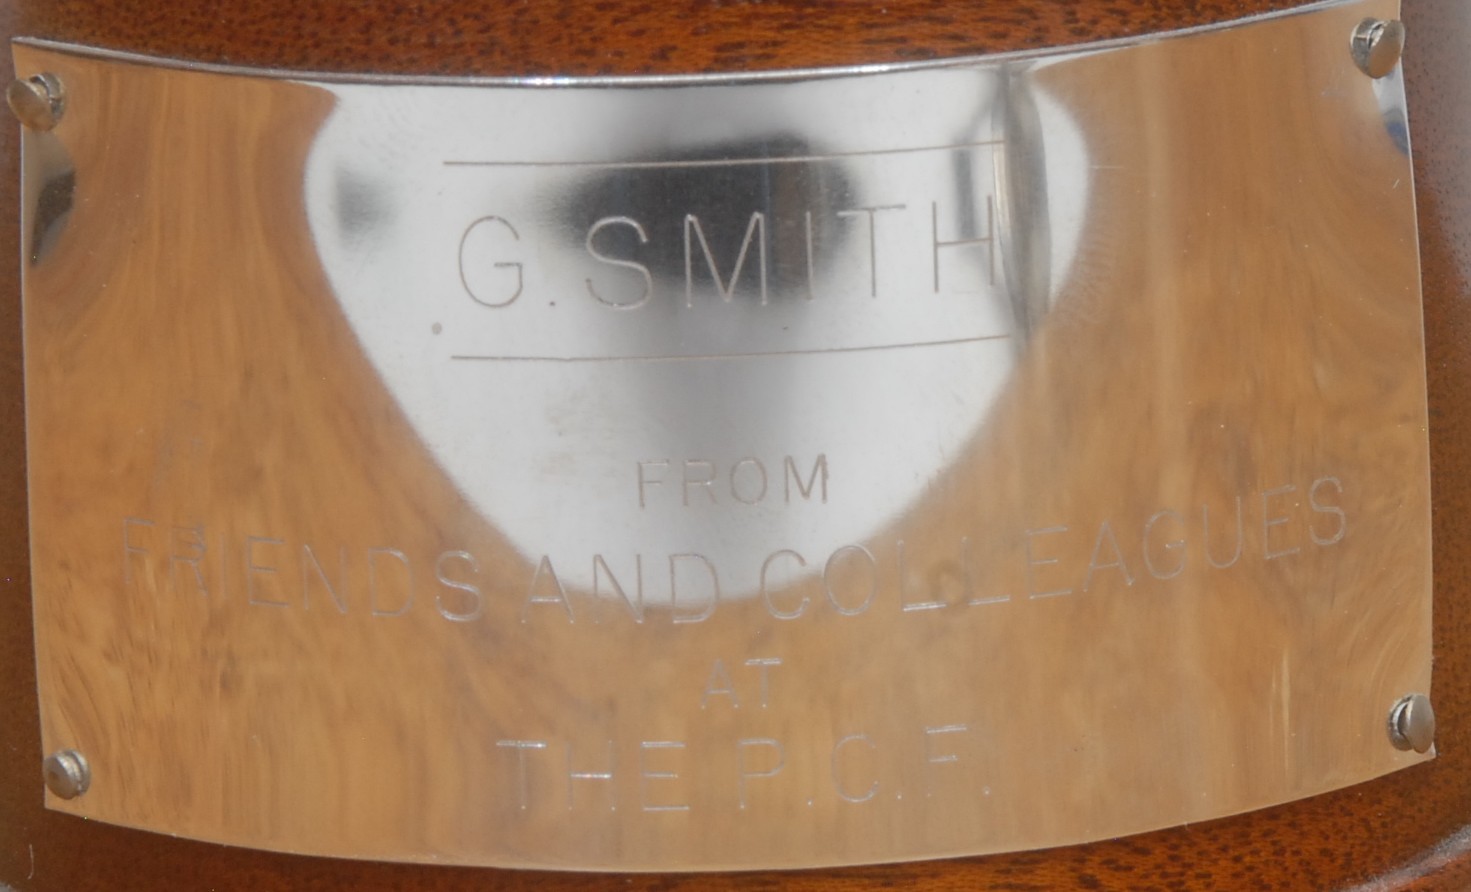 G. SMITH
FROM
FRIENDS AND COLLEAGUES
AT
THE P.C.F.